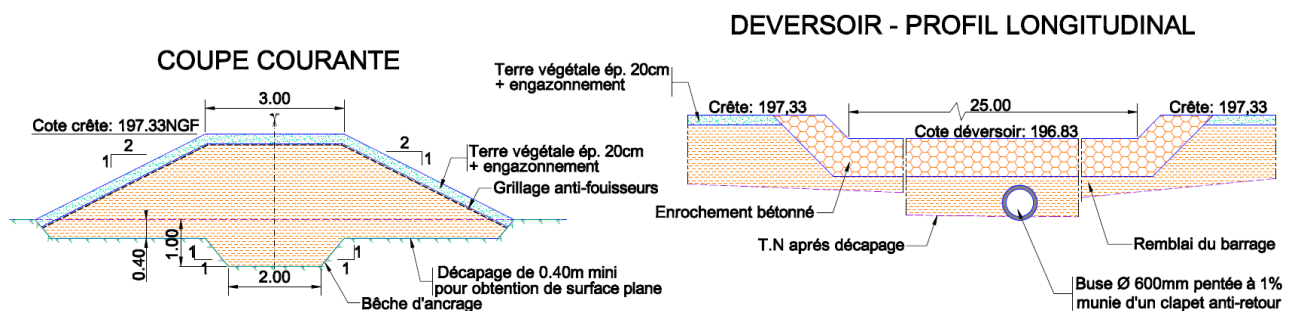 COUPE COURANTE
3.00
Cote crête: 197.33NGF
2
1
2
1
Terre végétale ép. 20cm
+ engazonnement
Grillage anti-fouisseurs
0.40
1.00
1
1
1
1
2.00
Décapage de 0.40m mini
pour obtention de surface plane
Bêche d'ancrage
DEVERSOIR - PROFIL LONGITUDINAL
Terre végétale ép. 20cm
+ engazonnement
Crête: 197,33
25.00
Crête: 197,33
Cote déversoir: 196.83
Enrochement bétonné
T.N aprés décapage
Remblai du barrage
Buse Ø 600mm pentée à 1%
munie d'un clapet anti-retour